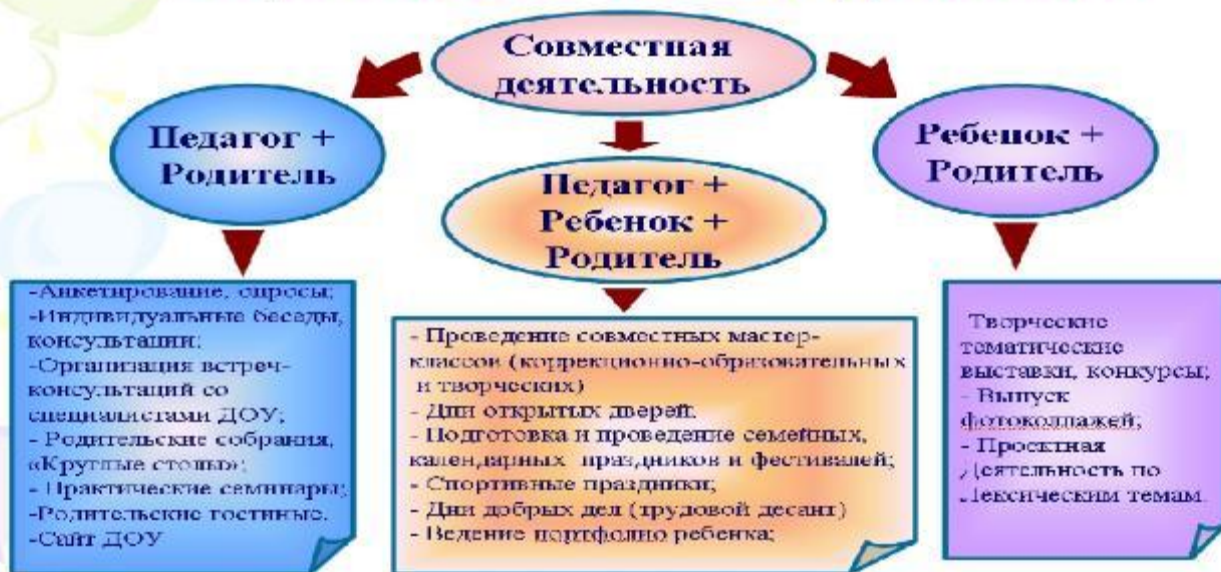 Совместная
деятельность
Педагог +
Родитель
Педагог +
Ребенок +
Родитель
Ребенок +
Родитель
-Анкетирование, опросы;
-Индивидуальные беседы,
консультации;
-Организация встреч-
консультаций со
специалистами ДОУ;
- Родительские собрания,
«Круглые столы»;
- Практические семинары;
-Родительские гостиные.
-Сайт ДОУ
- Проведение совместных мастер-
классов (коррекционно-образовательных
и творческих)
- Дни открытых дверей;
- Подготовка и проведение семейных,
календарных праздников и фестивалей;
- Спортивные праздники;
- Дни добрых дел (трудовой десант)
- Ведение портфолио ребенка;
-Творческие
тематические
выставки, конкурсы;
- Выпуск
фотоколлажей;
- Проектная
Деятельность по
Лексическим темам.